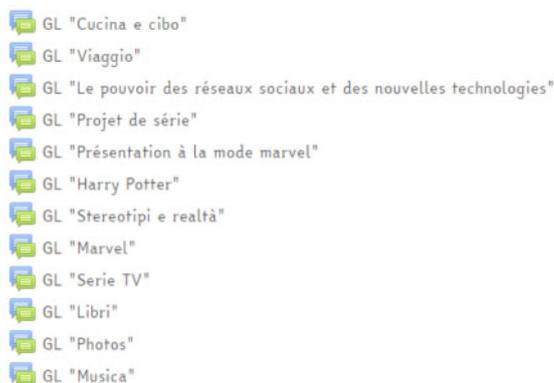 GL "Cucina e cibo"
GL "Viaggio"
GL "Le pouvoir des réseaux sociaux et des nouvelles technologies"
GL "Projet de série"
GL "Présentation à la mode marvel"
GL "Harry Potter"
GL "Stereotipi e realtà"
GL "Marvel"
GL "Serie TV"
GL "Libri"
GL "Photos"
GL "Musica"